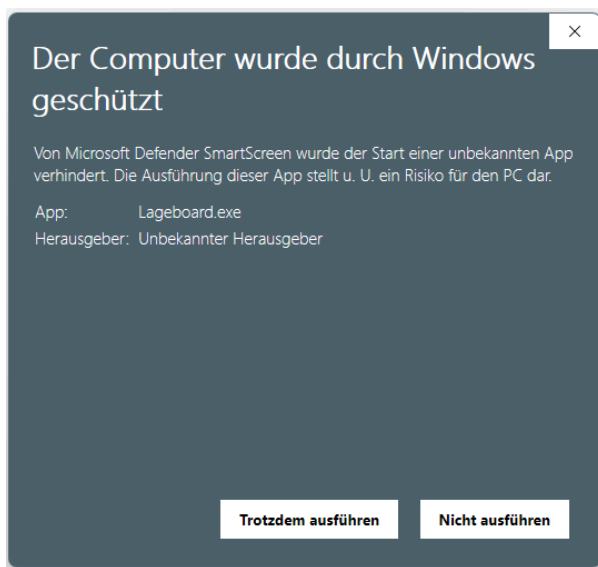 Der Computer wurde durch Windows
geschützt
Von Microsoft Defender SmartScreen wurde der Start einer unbekannten App
verhindert. Die Ausführung dieser App stellt u. U. ein Risiko für den PC dar.
App: Lageboard.exe
Herausgeber: Unbekannter Herausgeber
Trotzdem ausführen Nicht ausführen